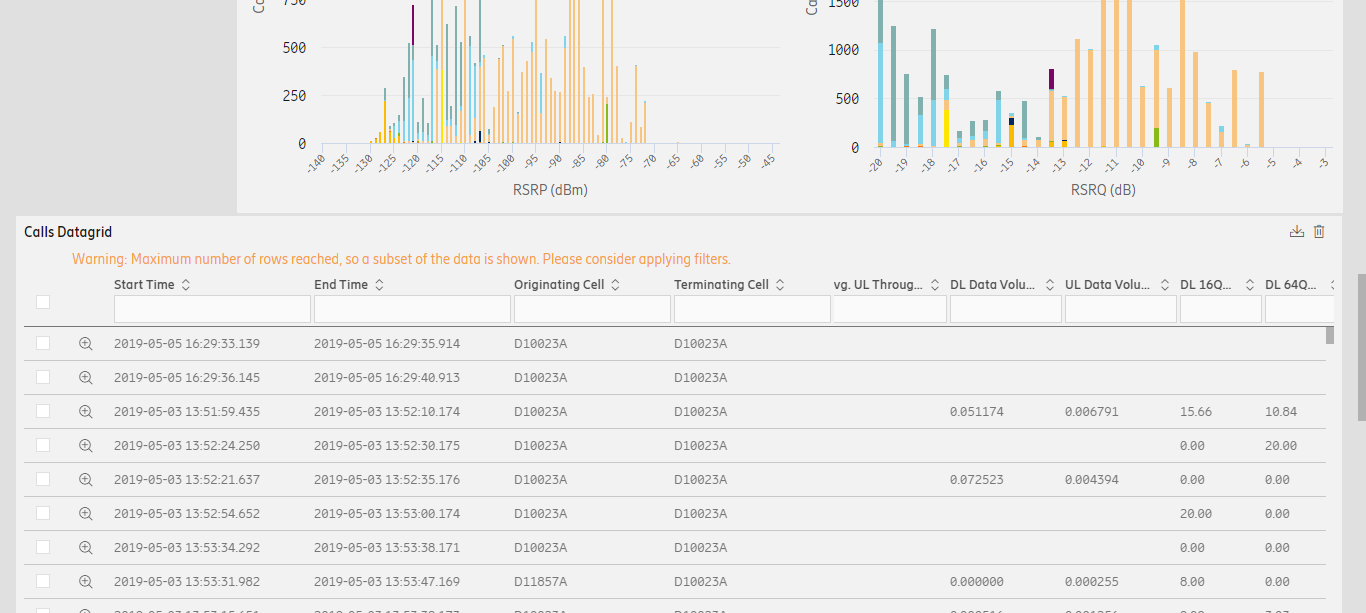 750
500
250
0
-140 -135 -130 -125 -120 -115 -110 -105 -100 -95 -90 -85 -80 -75 -70 -65 -60 -55 -50 -45
RSRP (dBm)
1500
1000
500
0
-20 -19 -18 -17 -16 -15 -14 -13 -12 -11 -10 -9 -8 -7 -6 -5 -4 -3
RSRQ (dB)
Calls Datagrid
Warning: Maximum number of rows reached, so a subset of the data is shown. Please consider applying filters.
Start Time End Time Originating Cell Terminating Cell vg. UL Throug... DL Data Volu... UL Data Volu... DL 16Q... DL 64Q...
2019-05-05 16:29:33.139 2019-05-05 16:29:35.914 D10023A D10023A
2019-05-05 16:29:36.145 2019-05-05 16:29:40.913 D10023A D10023A
2019-05-03 13:51:59.435 2019-05-03 13:52:10.174 D10023A D10023A 0.051174 0.006791 15.66 10.84
2019-05-03 13:52:24.250 2019-05-03 13:52:30.175 D10023A D10023A 0.00 20.00
2019-05-03 13:52:21.637 2019-05-03 13:52:35.176 D10023A D10023A 0.072523 0.004394 0.00 0.00
2019-05-03 13:52:54.652 2019-05-03 13:53:00.174 D10023A D10023A 20.00 0.00
2019-05-03 13:53:34.292 2019-05-03 13:53:38.171 D10023A D10023A 0.00 0.00
2019-05-03 13:53:31.982 2019-05-03 13:53:47.169 D11857A D10023A 0.000000 0.000255 8.00 0.00